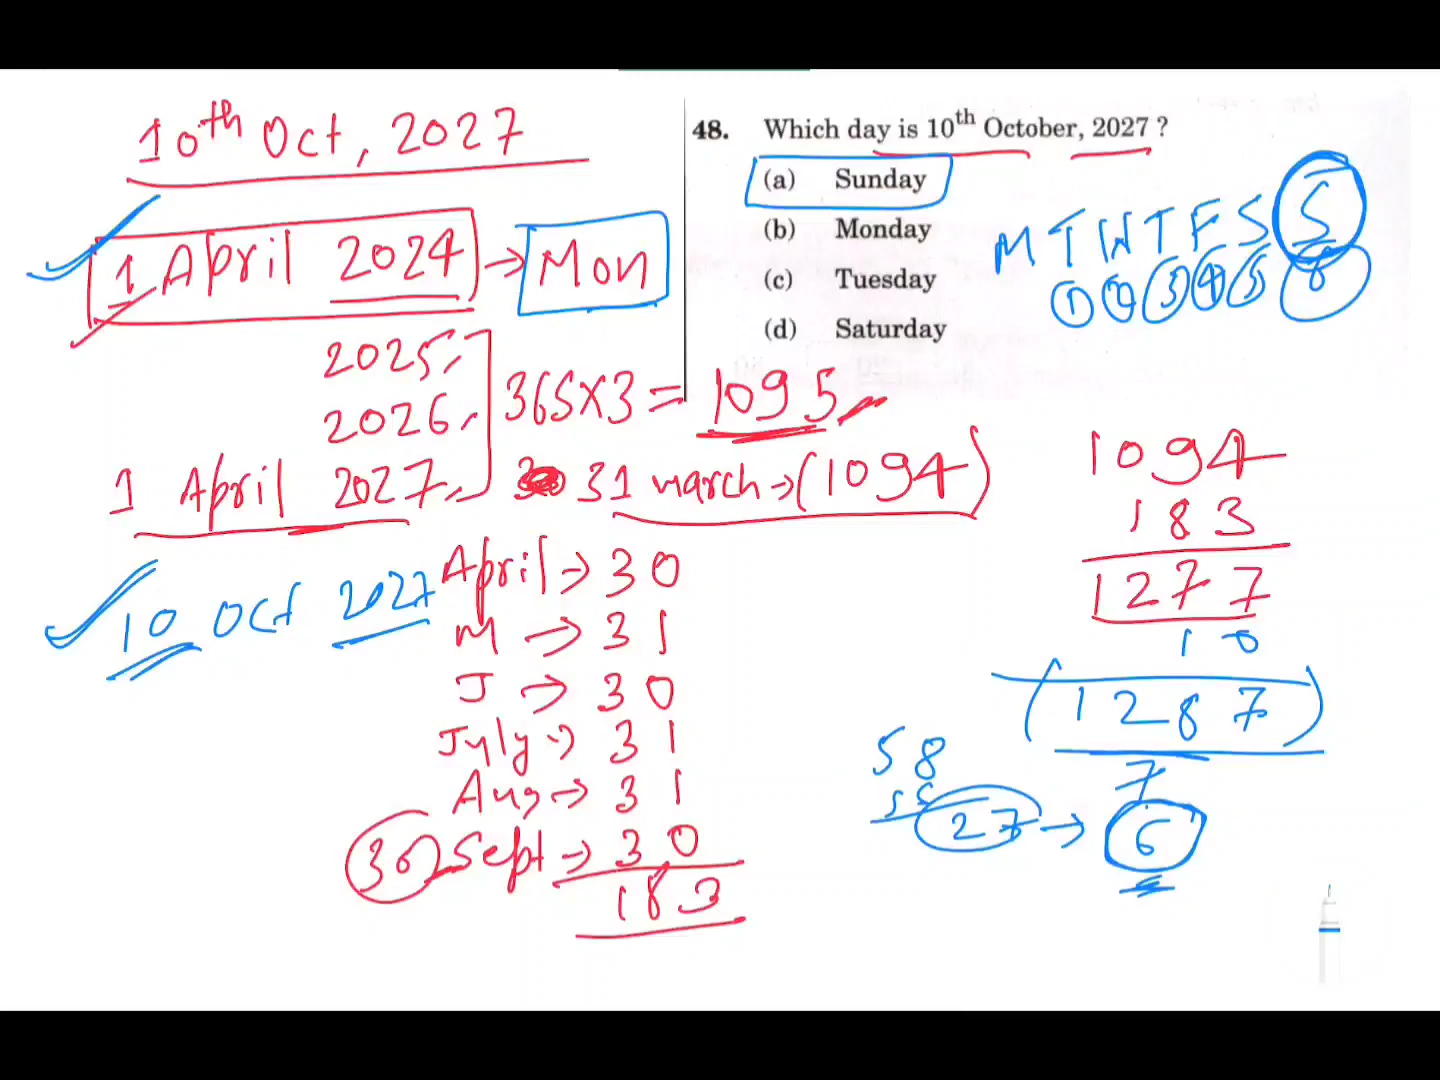 10th Oct, 2027
1 April 2024 → Mon
2025
2026
1 April 2027
365×3 = 1095
31 march → (1094)
10 Oct 2027
April → 30
M → 31
J → 30
July → 31
Aug → 31
30 Sept → 30
183
48. Which day is 10th October, 2027 ?
(a) Sunday
(b) Monday
(c) Tuesday
(d) Saturday
M T W T F S S
1 2 3 4 5 6
1094
183
1277
10
(1287)
7
58
27 → 6